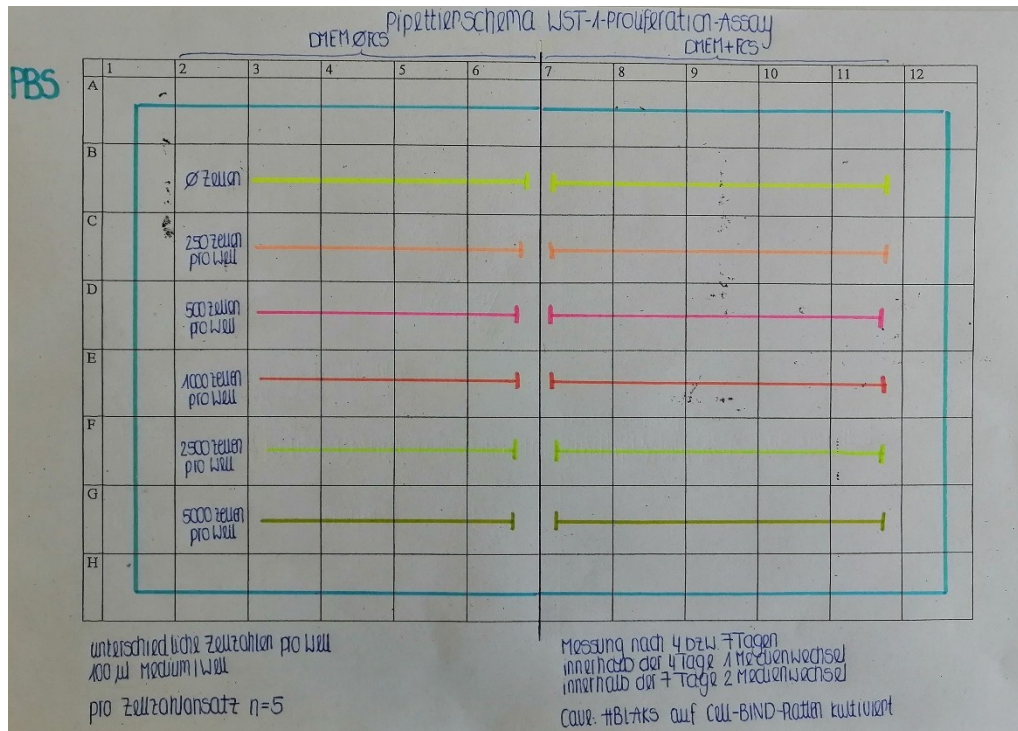 Pipettierschema WST-1-Proliferation-Assay
DMEM ØFCS
DMEM+FCS
PBS
1 2 3 4 5 6 7 8 9 10 11 12
A
B
Ø Zellen
C
250 Zellen
pro Well
D
500 Zellen
pro Well
E
1000 Zellen
pro Well
F
2500 Zellen
pro Well
G
5000 Zellen
pro Well
H
unterschiedliche Zellzahlen pro Well
100 µl Medium/Well
pro Zellzahlansatz n=5
Messung nach 4 bzw. 7 Tagen
innerhalb der 4 Tage 1 Medienwechsel
innerhalb der 7 Tage 2 Medienwechsel
Cave: HBLAKs auf Cell-BIND-Platten kultiviert